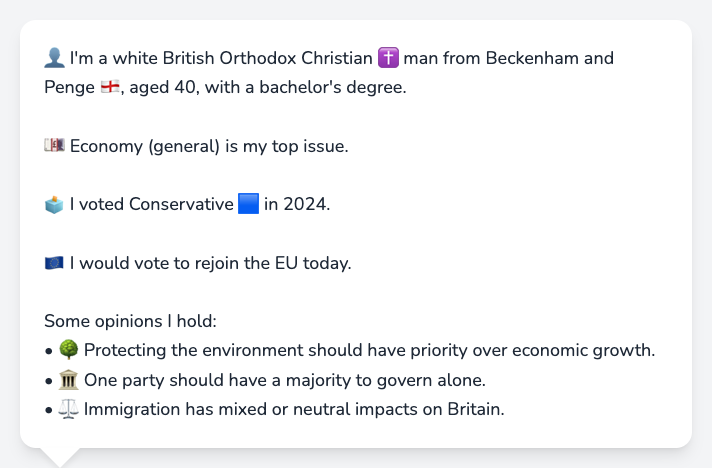 👤 I'm a white British Orthodox Christian ✝️ man from Beckenham and
Penge 🏴󠁧󠁢󠁥󠁮󠁧󠁿, aged 40, with a bachelor's degree.
💷 Economy (general) is my top issue.
🗳️ I voted Conservative 🟦 in 2024.
🇪🇺 I would vote to rejoin the EU today.
Some opinions I hold:
• 🌳 Protecting the environment should have priority over economic growth.
• 🏛️ One party should have a majority to govern alone.
• ⚖️ Immigration has mixed or neutral impacts on Britain.